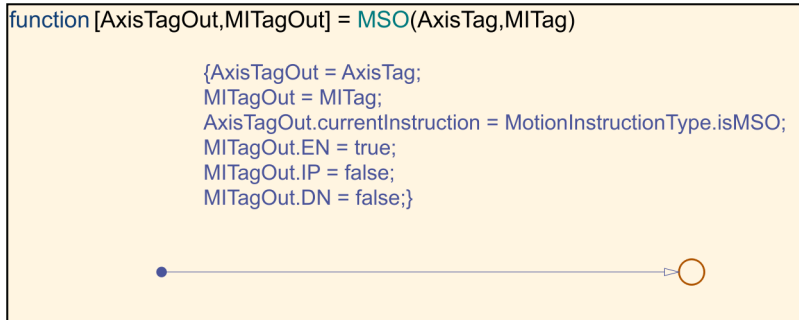 function [AxisTagOut,MITagOut] = MSO(AxisTag,MITag)
{AxisTagOut = AxisTag;
MITagOut = MITag;
AxisTagOut.currentInstruction = MotionInstructionType.isMSO;
MITagOut.EN = true;
MITagOut.IP = false;
MITagOut.DN = false;}